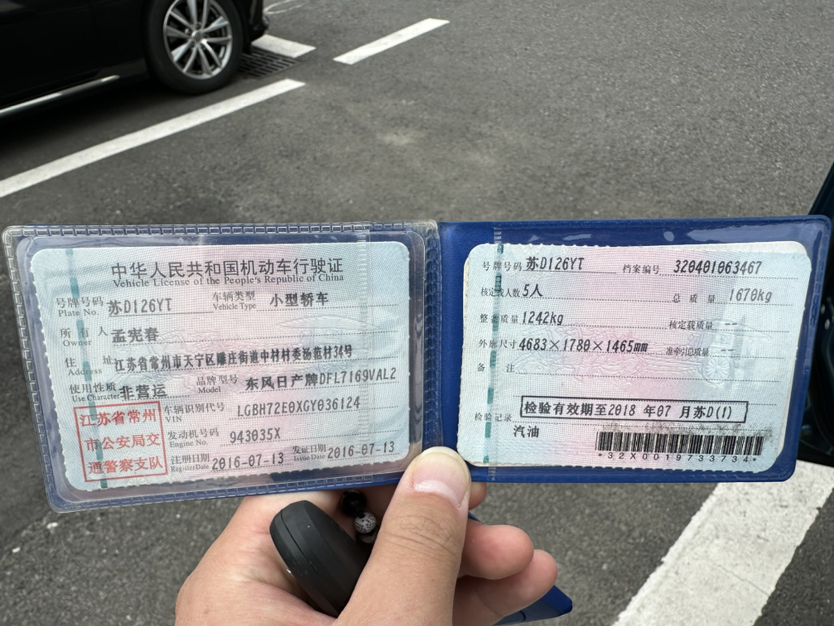 中华人民共和国机动车行驶证
Vehicle License of the People's Republic of China
号牌号码 苏D126YT 车辆类型 小型轿车
Plate No. Vehicle Type
所有人 孟宪春
Owner
住址 江苏省常州市天宁区雕庄街道中村村委汤范村34号
Address
使用性质 非营运 品牌型号 东风日产牌DFL7169VAL2
Use Character Model
江苏省常州
市公安局交
通警察支队
车辆识别代号 LGBH72E0XGY036124
VIN
发动机号码 943035X
Engine No.
注册日期 2016-07-13 发证日期 2016-07-13
Register Date Issue Date
号牌号码 苏D126YT 档案编号 320401063467
核定载人数 5人 总质量 1670kg
整备质量 1242kg 核定载质量 --
外廓尺寸 4683×1780×1465mm 准牵引总质量 --
备注
检验记录 检验有效期至2018 年07 月苏D(1)
汽油
*32X0019733734*